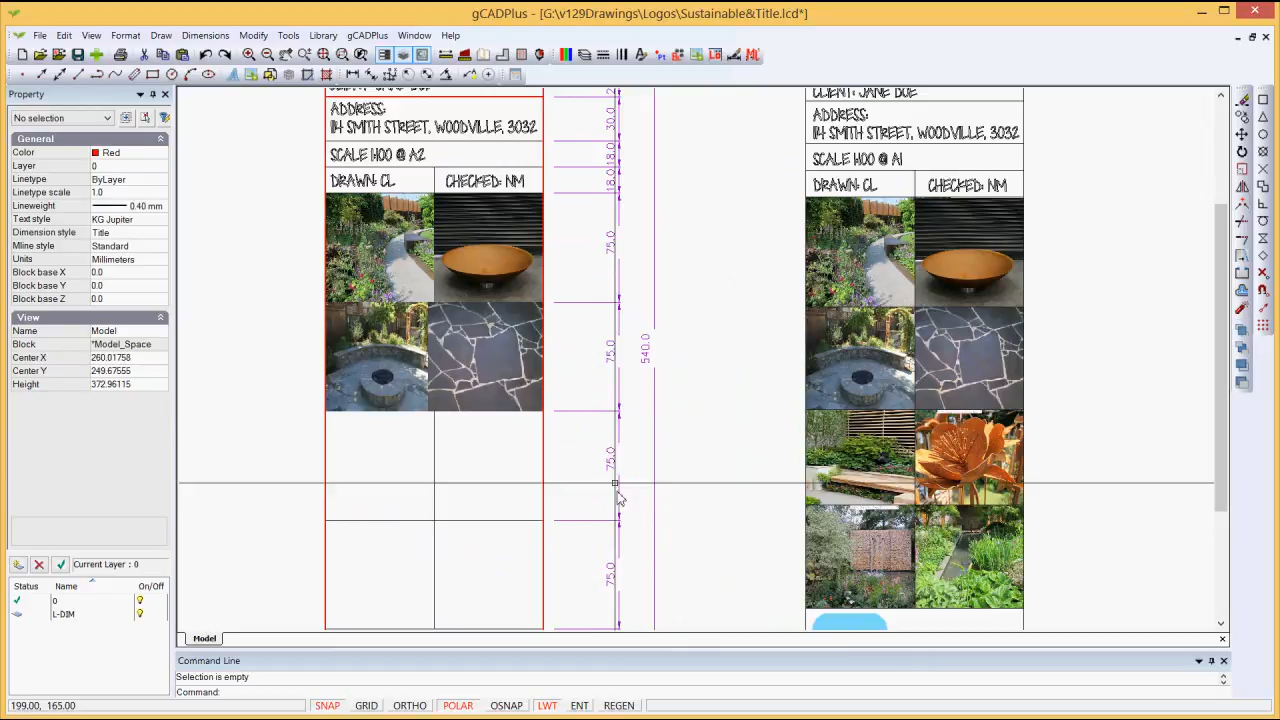 gCADPlus - [G:\v129Drawings\Logos\Sustainable&Title.lcd*]
File Edit View Format Draw Dimensions Modify Tools Library gCADPlus Window Help
Property
No selection
General
Color Red
Layer 0
Linetype ByLayer
Linetype scale 1.0
Lineweight 0.40 mm
Text style KG Jupiter
Dimension style Title
Mline style Standard
Units Millimeters
Block base X 0.0
Block base Y 0.0
Block base Z 0.0
View
Name Model
Block *Model_Space
Center X 260.01758
Center Y 249.67555
Height 372.96115
Current Layer : 0
Status Name On/Off
0
L-DIM
ADDRESS:
114 SMITH STREET, WOODVILLE, 3032
SCALE 1:100 @ A2
DRAWN: CL CHECKED: NM
30.0
18.0
18.0
75.0
75.0
75.0
75.0
540.0
CLIENT: JANE DOE
ADDRESS:
114 SMITH STREET, WOODVILLE, 3032
SCALE 1:100 @ A1
DRAWN: CL CHECKED: NM
Model
Command Line
Selection is empty
Command:
199.00, 165.00 SNAP GRID ORTHO POLAR OSNAP LWT ENT REGEN